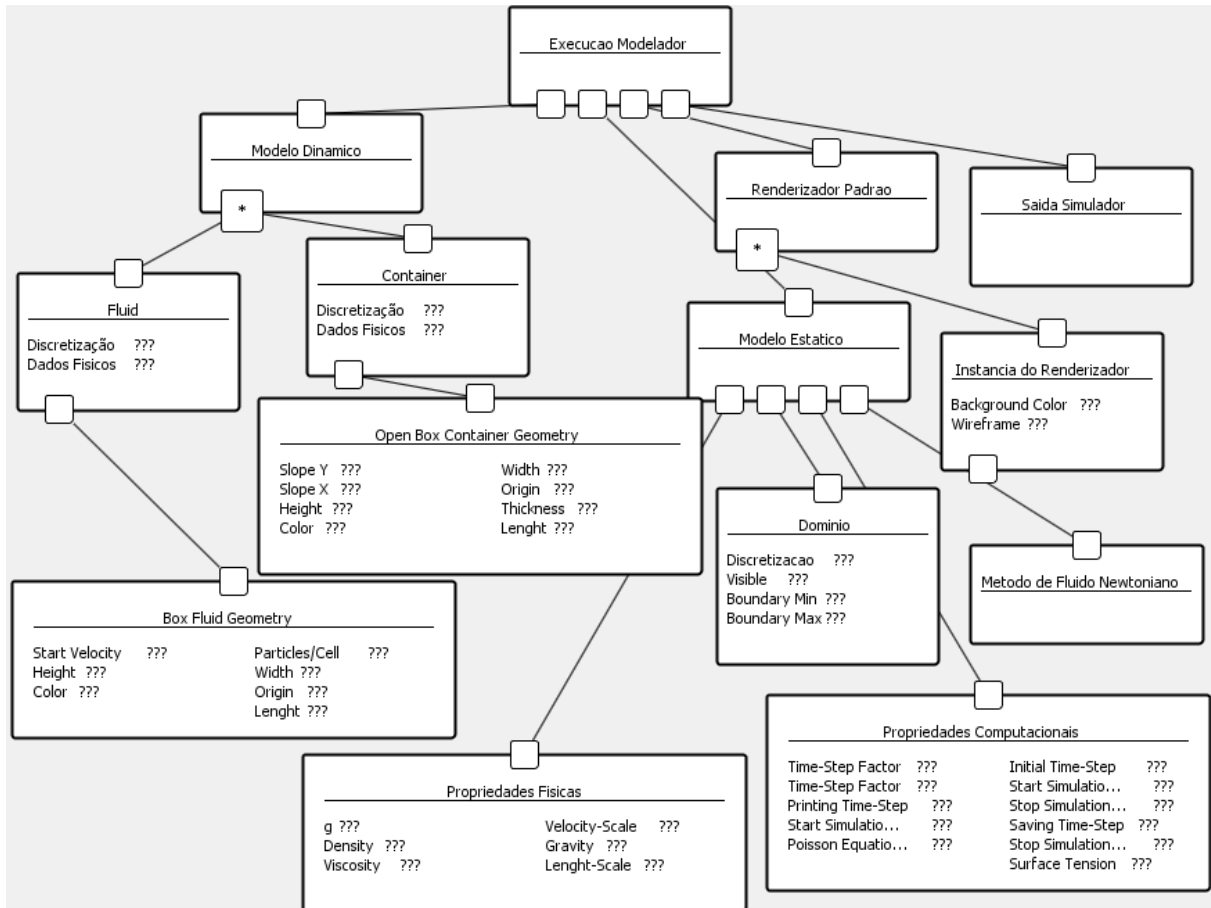 Execucao Modelador
Modelo Dinamico
*
Renderizador Padrao
*
Saida Simulador
Fluid
Discretização ???
Dados Fisicos ???
Container
Discretização ???
Dados Fisicos ???
Modelo Estatico
Instancia do Renderizador
Background Color ???
Wireframe ???
Open Box Container Geometry
Slope Y ??? Width ???
Slope X ??? Origin ???
Height ??? Thickness ???
Color ??? Lenght ???
Dominio
Discretizacao ???
Visible ???
Boundary Min ???
Boundary Max ???
Metodo de Fluido Newtoniano
Box Fluid Geometry
Start Velocity ??? Particles/Cell ???
Height ??? Width ???
Color ??? Origin ???
Lenght ???
Propriedades Computacionais
Time-Step Factor ??? Initial Time-Step ???
Time-Step Factor ??? Start Simulatio... ???
Printing Time-Step ??? Stop Simulation... ???
Start Simulatio... ??? Saving Time-Step ???
Poisson Equatio... ??? Stop Simulation... ???
Surface Tension ???
Propriedades Fisicas
g ??? Velocity-Scale ???
Density ??? Gravity ???
Viscosity ??? Lenght-Scale ???